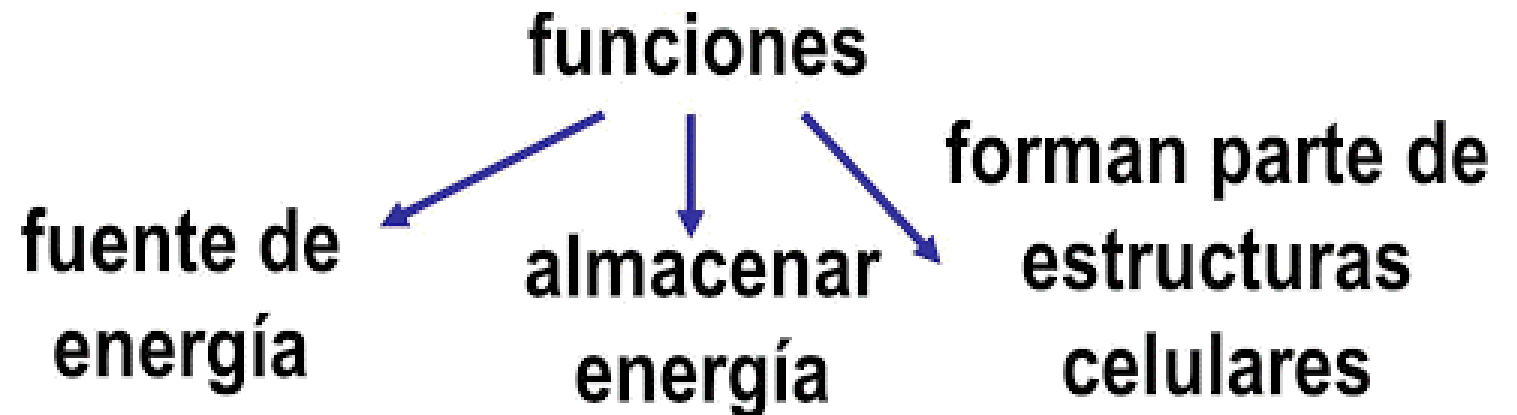 funciones
fuente de
energía
almacenar
energía
forman parte de
estructuras
celulares